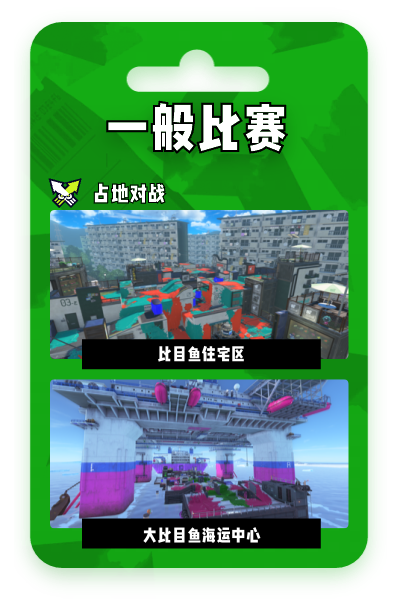 一般比赛
占地对战
比目鱼住宅区
大比目鱼海运中心